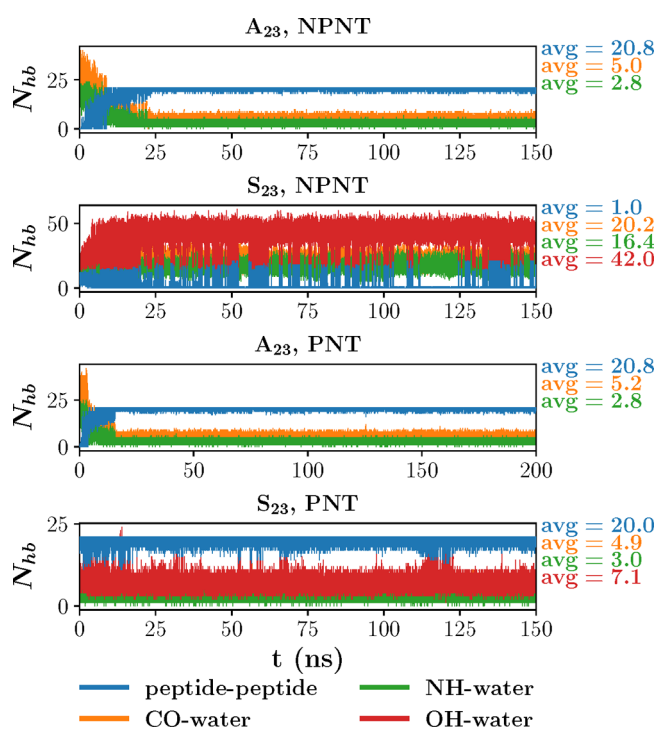 A₂₃, NPNT
avg = 20.8
avg = 5.0
avg = 2.8
N_hb
25
0
0 25 50 75 100 125 150
S₂₃, NPNT
avg = 1.0
avg = 20.2
avg = 16.4
avg = 42.0
N_hb
50
0
0 25 50 75 100 125 150
A₂₃, PNT
avg = 20.8
avg = 5.2
avg = 2.8
N_hb
25
0
0 50 100 150 200
S₂₃, PNT
avg = 20.0
avg = 4.9
avg = 3.0
avg = 7.1
N_hb
25
0
0 25 50 75 100 125 150
t (ns)
peptide-peptide NH-water
CO-water OH-water